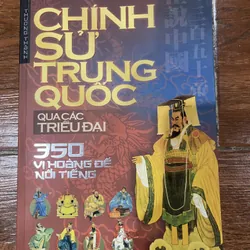 CHÍNH
SỬ
TRUNG
QUỐC
QUA CÁC
TRIỀU ĐẠI
350
VỊ HOÀNG ĐẾ
NỔI TIẾNG